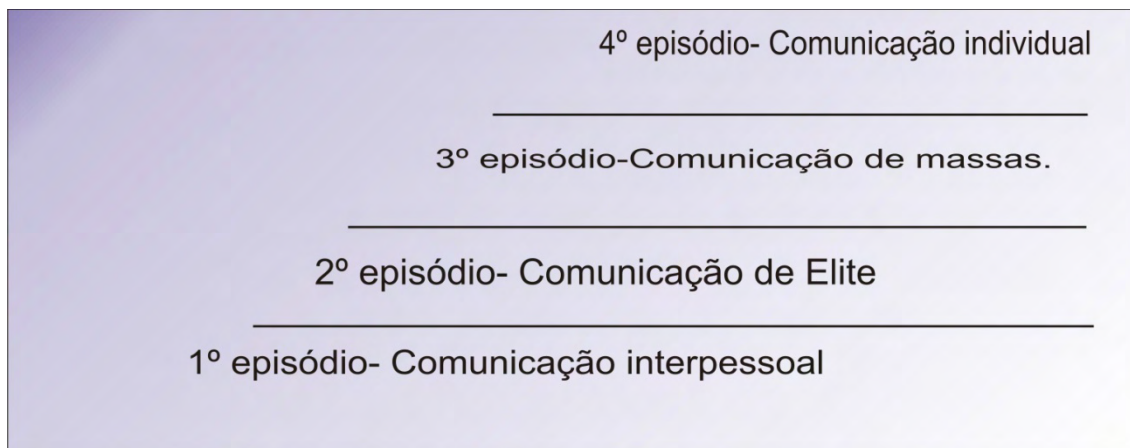 4º episódio- Comunicação individual
3º episódio-Comunicação de massas.
2º episódio- Comunicação de Elite
1º episódio- Comunicação interpessoal